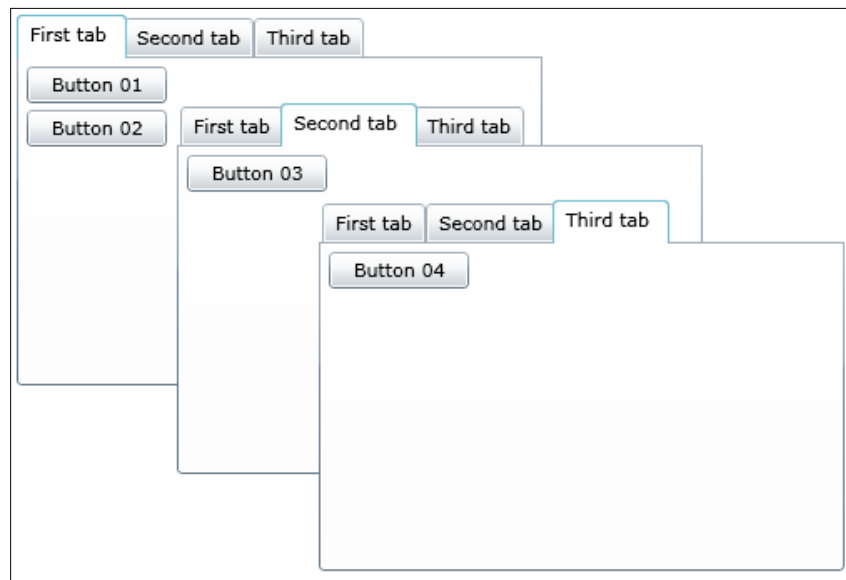 First tab Second tab Third tab
Button 01
Button 02
First tab Second tab Third tab
Button 03
First tab Second tab Third tab
Button 04